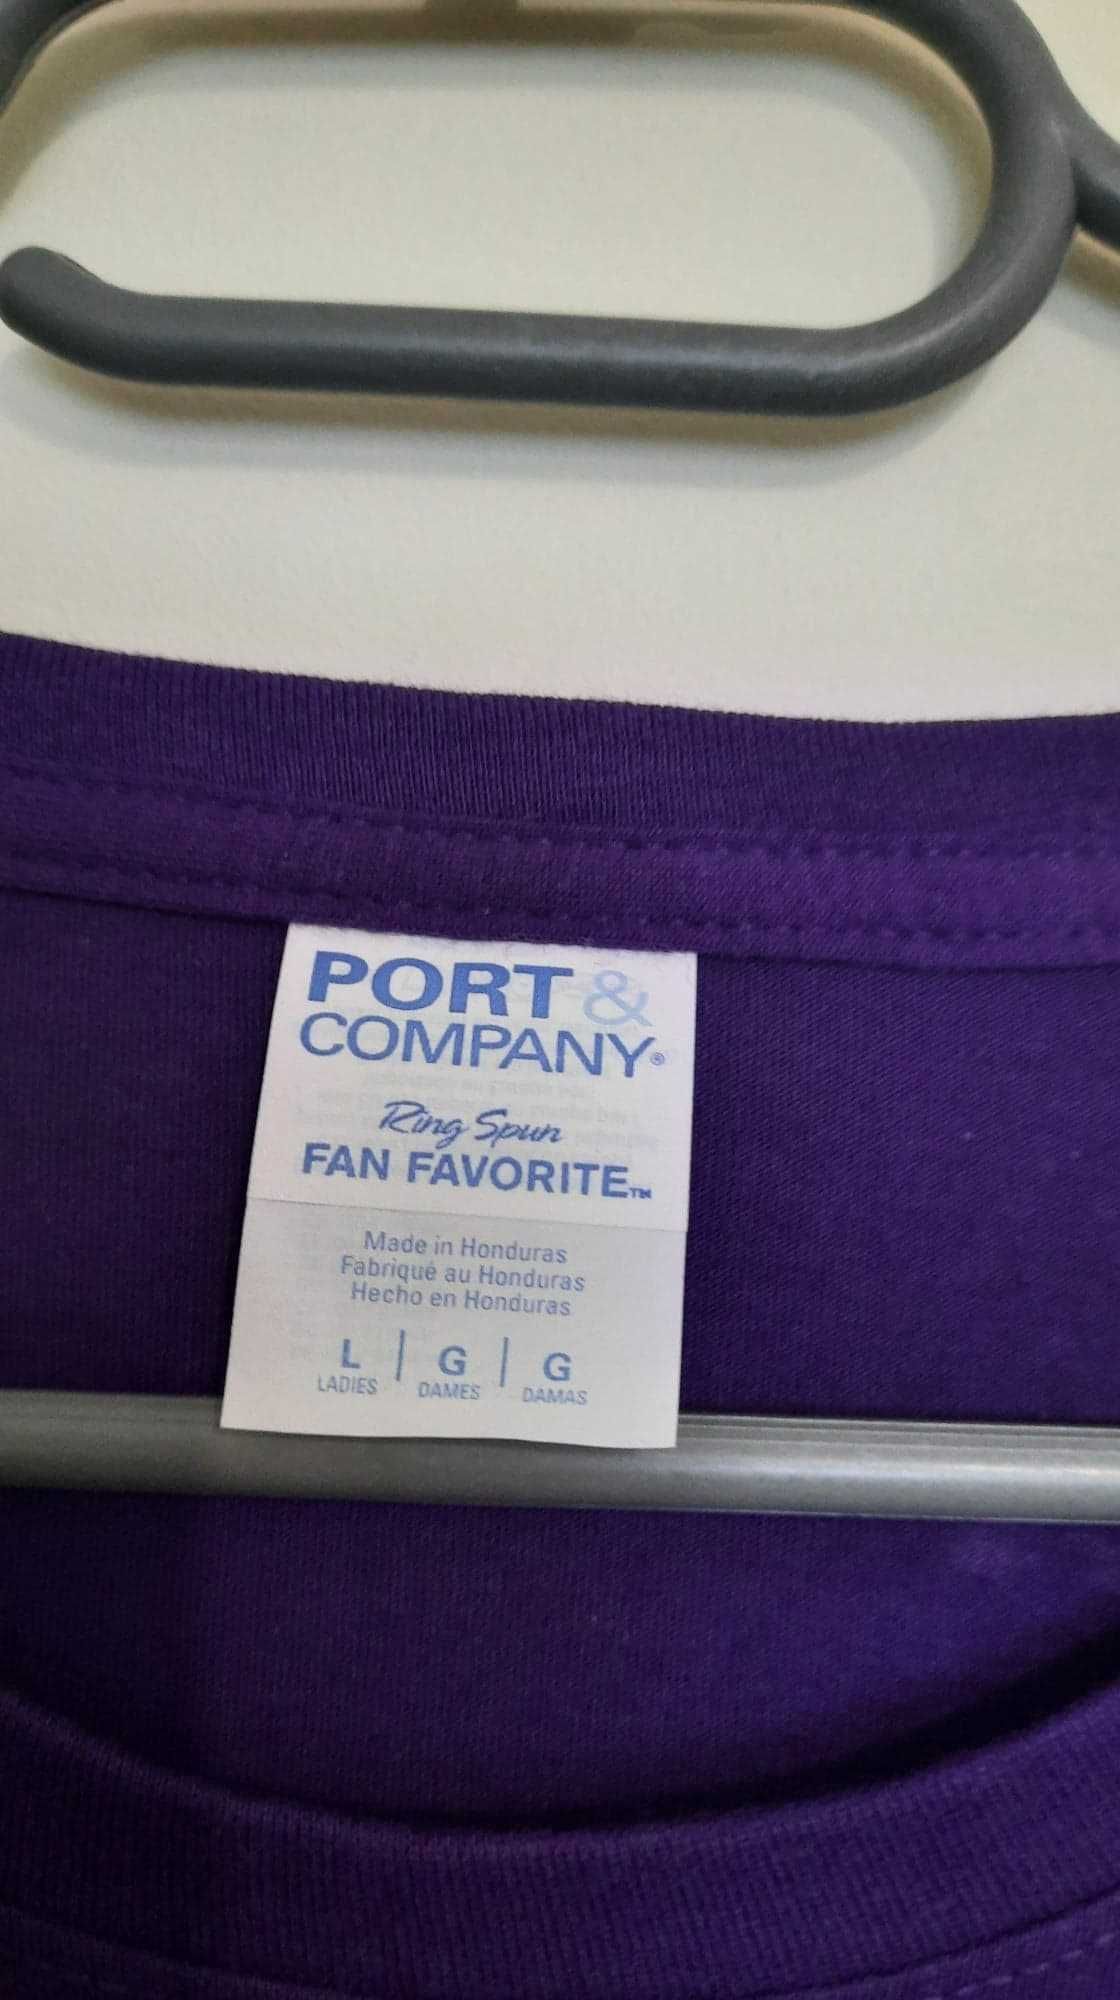 PORT &
COMPANY®
Ring Spun
FAN FAVORITE™
Made in Honduras
Fabriqué au Honduras
Hecho en Honduras
L | G | G
LADIES DAMES DAMAS